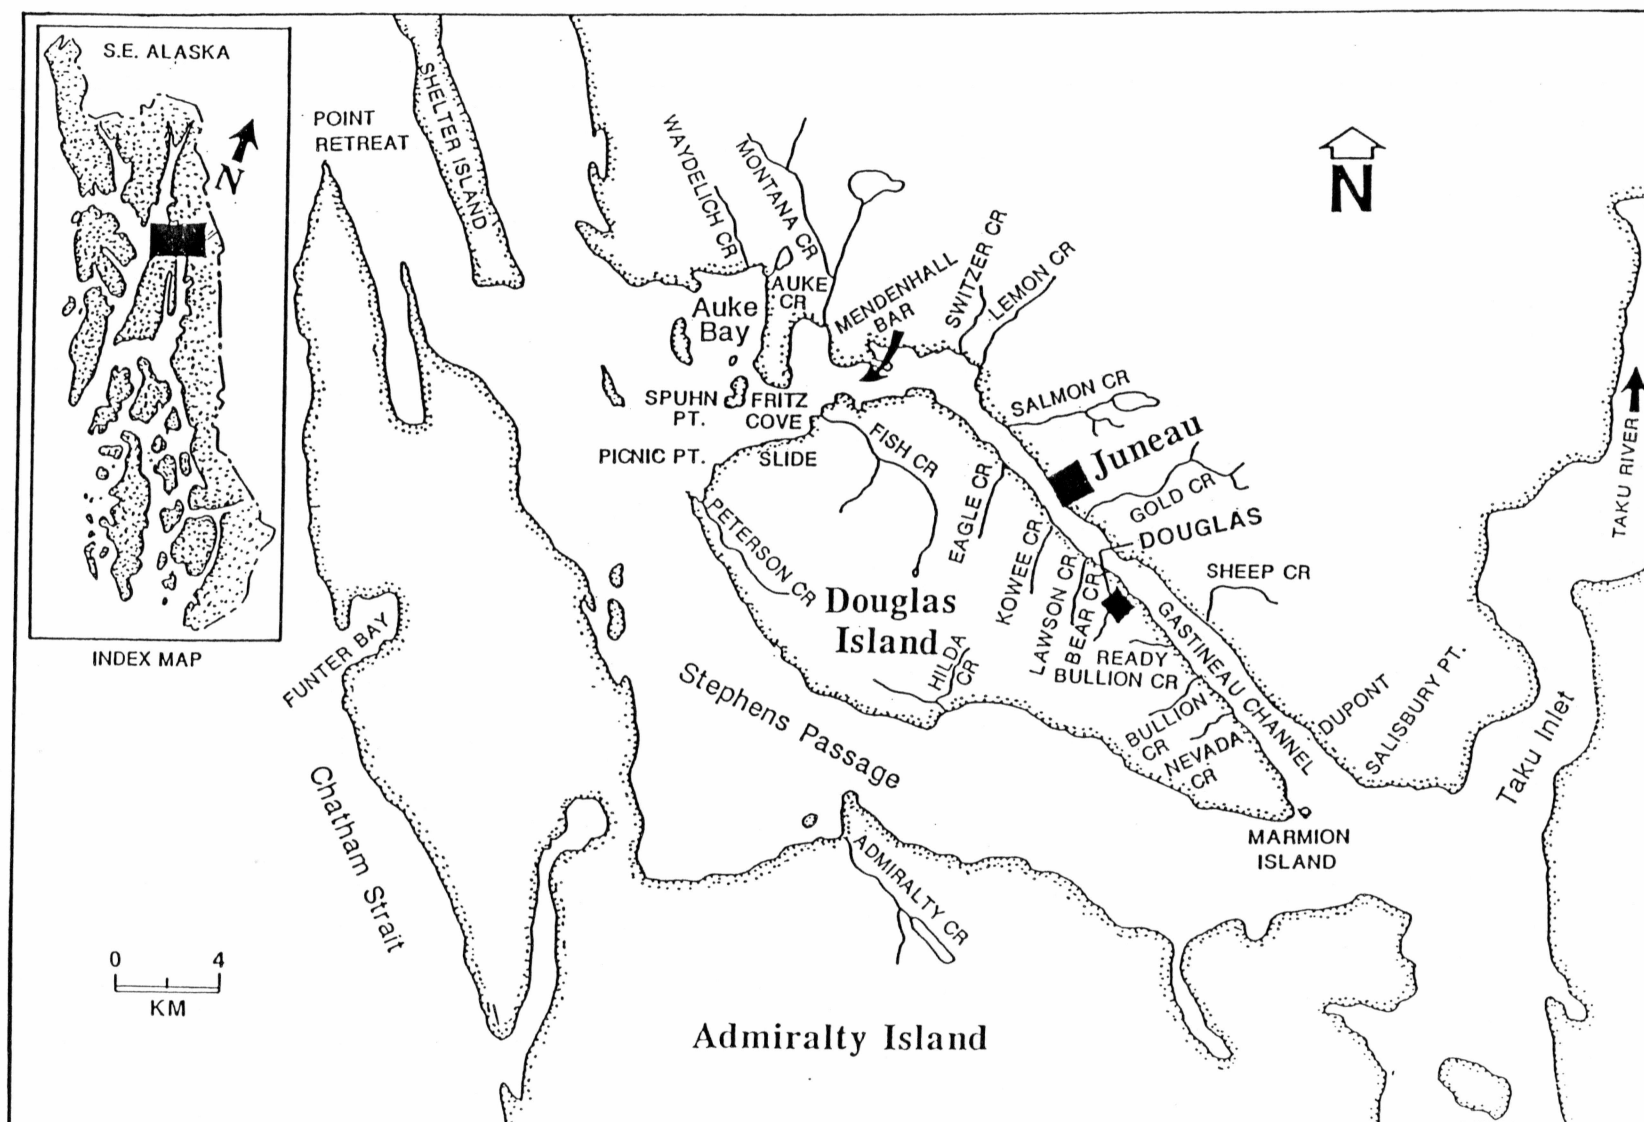 S.E. ALASKA
N
INDEX MAP
POINT
RETREAT
SHELTER ISLAND
WAYDELICH CR
MONTANA CR
AUKE
CR
Auke
Bay
MENDENHALL
BAR
SWITZER CR
LEMON CR
N
SPUHN
PT.
FRITZ
COVE
PICNIC PT.
SLIDE
FISH CR
SALMON CR
Juneau
GOLD CR
EAGLE CR
DOUGLAS
TAKU RIVER
PETERSON CR
KOWEE CR
LAWSON CR
BEAR CR
SHEEP CR
Douglas
Island
HILDA
CR
READY
BULLION CR
GASTINEAU CHANNEL
FUNTER BAY
Stephens Passage
BULLION
CR
NEVADA
CR
DUPONT
SALISBURY PT.
Taku Inlet
Chatham Strait
MARMION
ISLAND
ADMIRALTY CR
0 4
KM
Admiralty Island